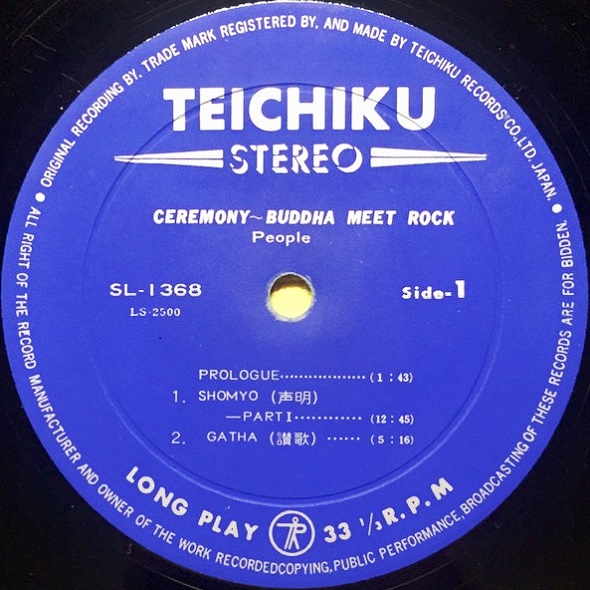 ● ORIGINAL RECORDING BY, TRADE MARK REGISTERED BY, AND MADE BY TEICHIKU RECORDS CO., LTD. JAPAN. ●
TEICHIKU
STEREO
CEREMONY~BUDDHA MEET ROCK
People
SL-1368
Side-1
LS-2500
PROLOGUE··················(1:43)
1. SHOMYO (声明)
—PART I············(12:45)
2. GATHA (讃歌)······(5:16)
LONG PLAY 33 1/3 R.P.M
ALL RIGHT OF THE RECORD MANUFACTURER AND OWNER OF THE WORK RECORDEDCOPYING, PUBLIC PERFORMANCE, BROADCASTING OF THESE RECORDS ARE FOR BIDDEN.